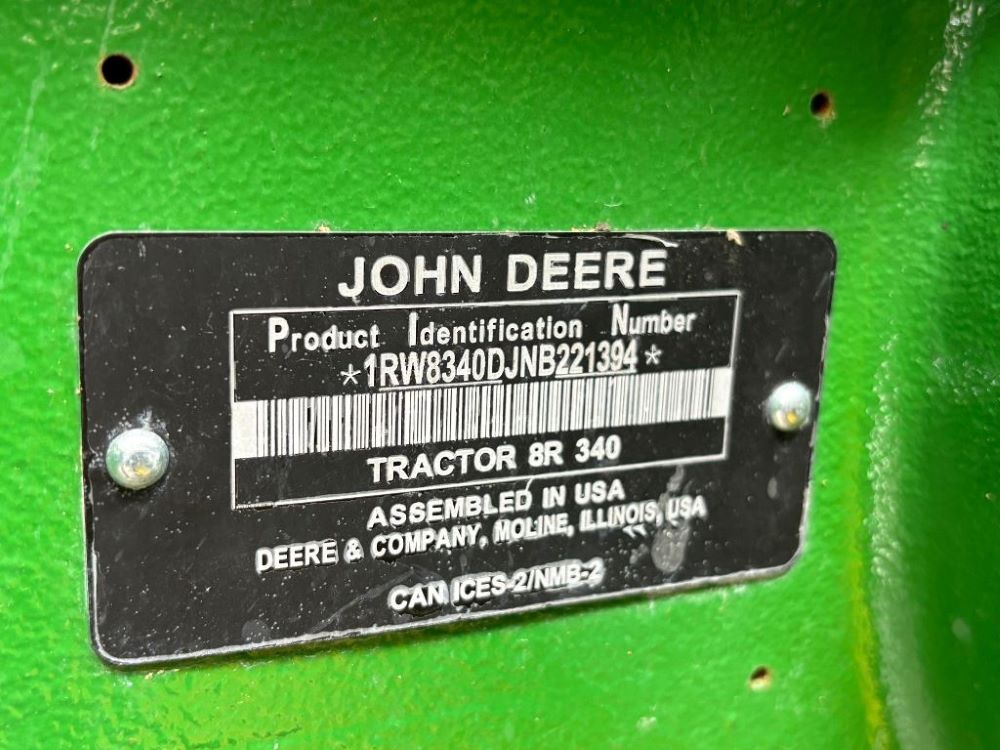 JOHN DEERE
Product Identification Number
*1RW8340DJNB221394*
TRACTOR 8R 340
ASSEMBLED IN USA
DEERE & COMPANY, MOLINE, ILLINOIS, USA
CAN ICES-2/NMB-2